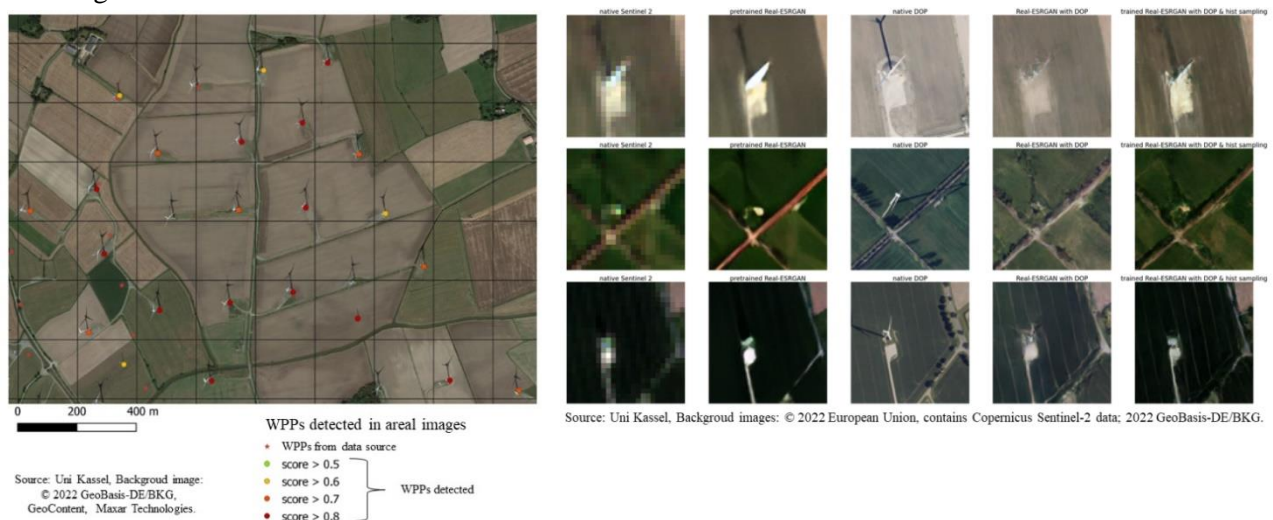 native Sentinel 2
pretrained Real-ESRGAN
native DOP
Real-ESRGAN with DOP
trained Real-ESRGAN with DOP & hist sampling
native Sentinel 2
pretrained Real-ESRGAN
native DOP
Real-ESRGAN with DOP
trained Real-ESRGAN with DOP & hist sampling
native Sentinel 2
pretrained Real-ESRGAN
native DOP
Real-ESRGAN with DOP
trained Real-ESRGAN with DOP & hist sampling
0 200 400 m
Source: Uni Kassel, Backgroud images: © 2022 European Union, contains Copernicus Sentinel-2 data; 2022 GeoBasis-DE/BKG.
WPPs detected in areal images
WPPs from data source
score > 0.5
score > 0.6
score > 0.7
score > 0.8
WPPs detected
Source: Uni Kassel, Backgroud image:
© 2022 GeoBasis-DE/BKG,
GeoContent, Maxar Technologies.